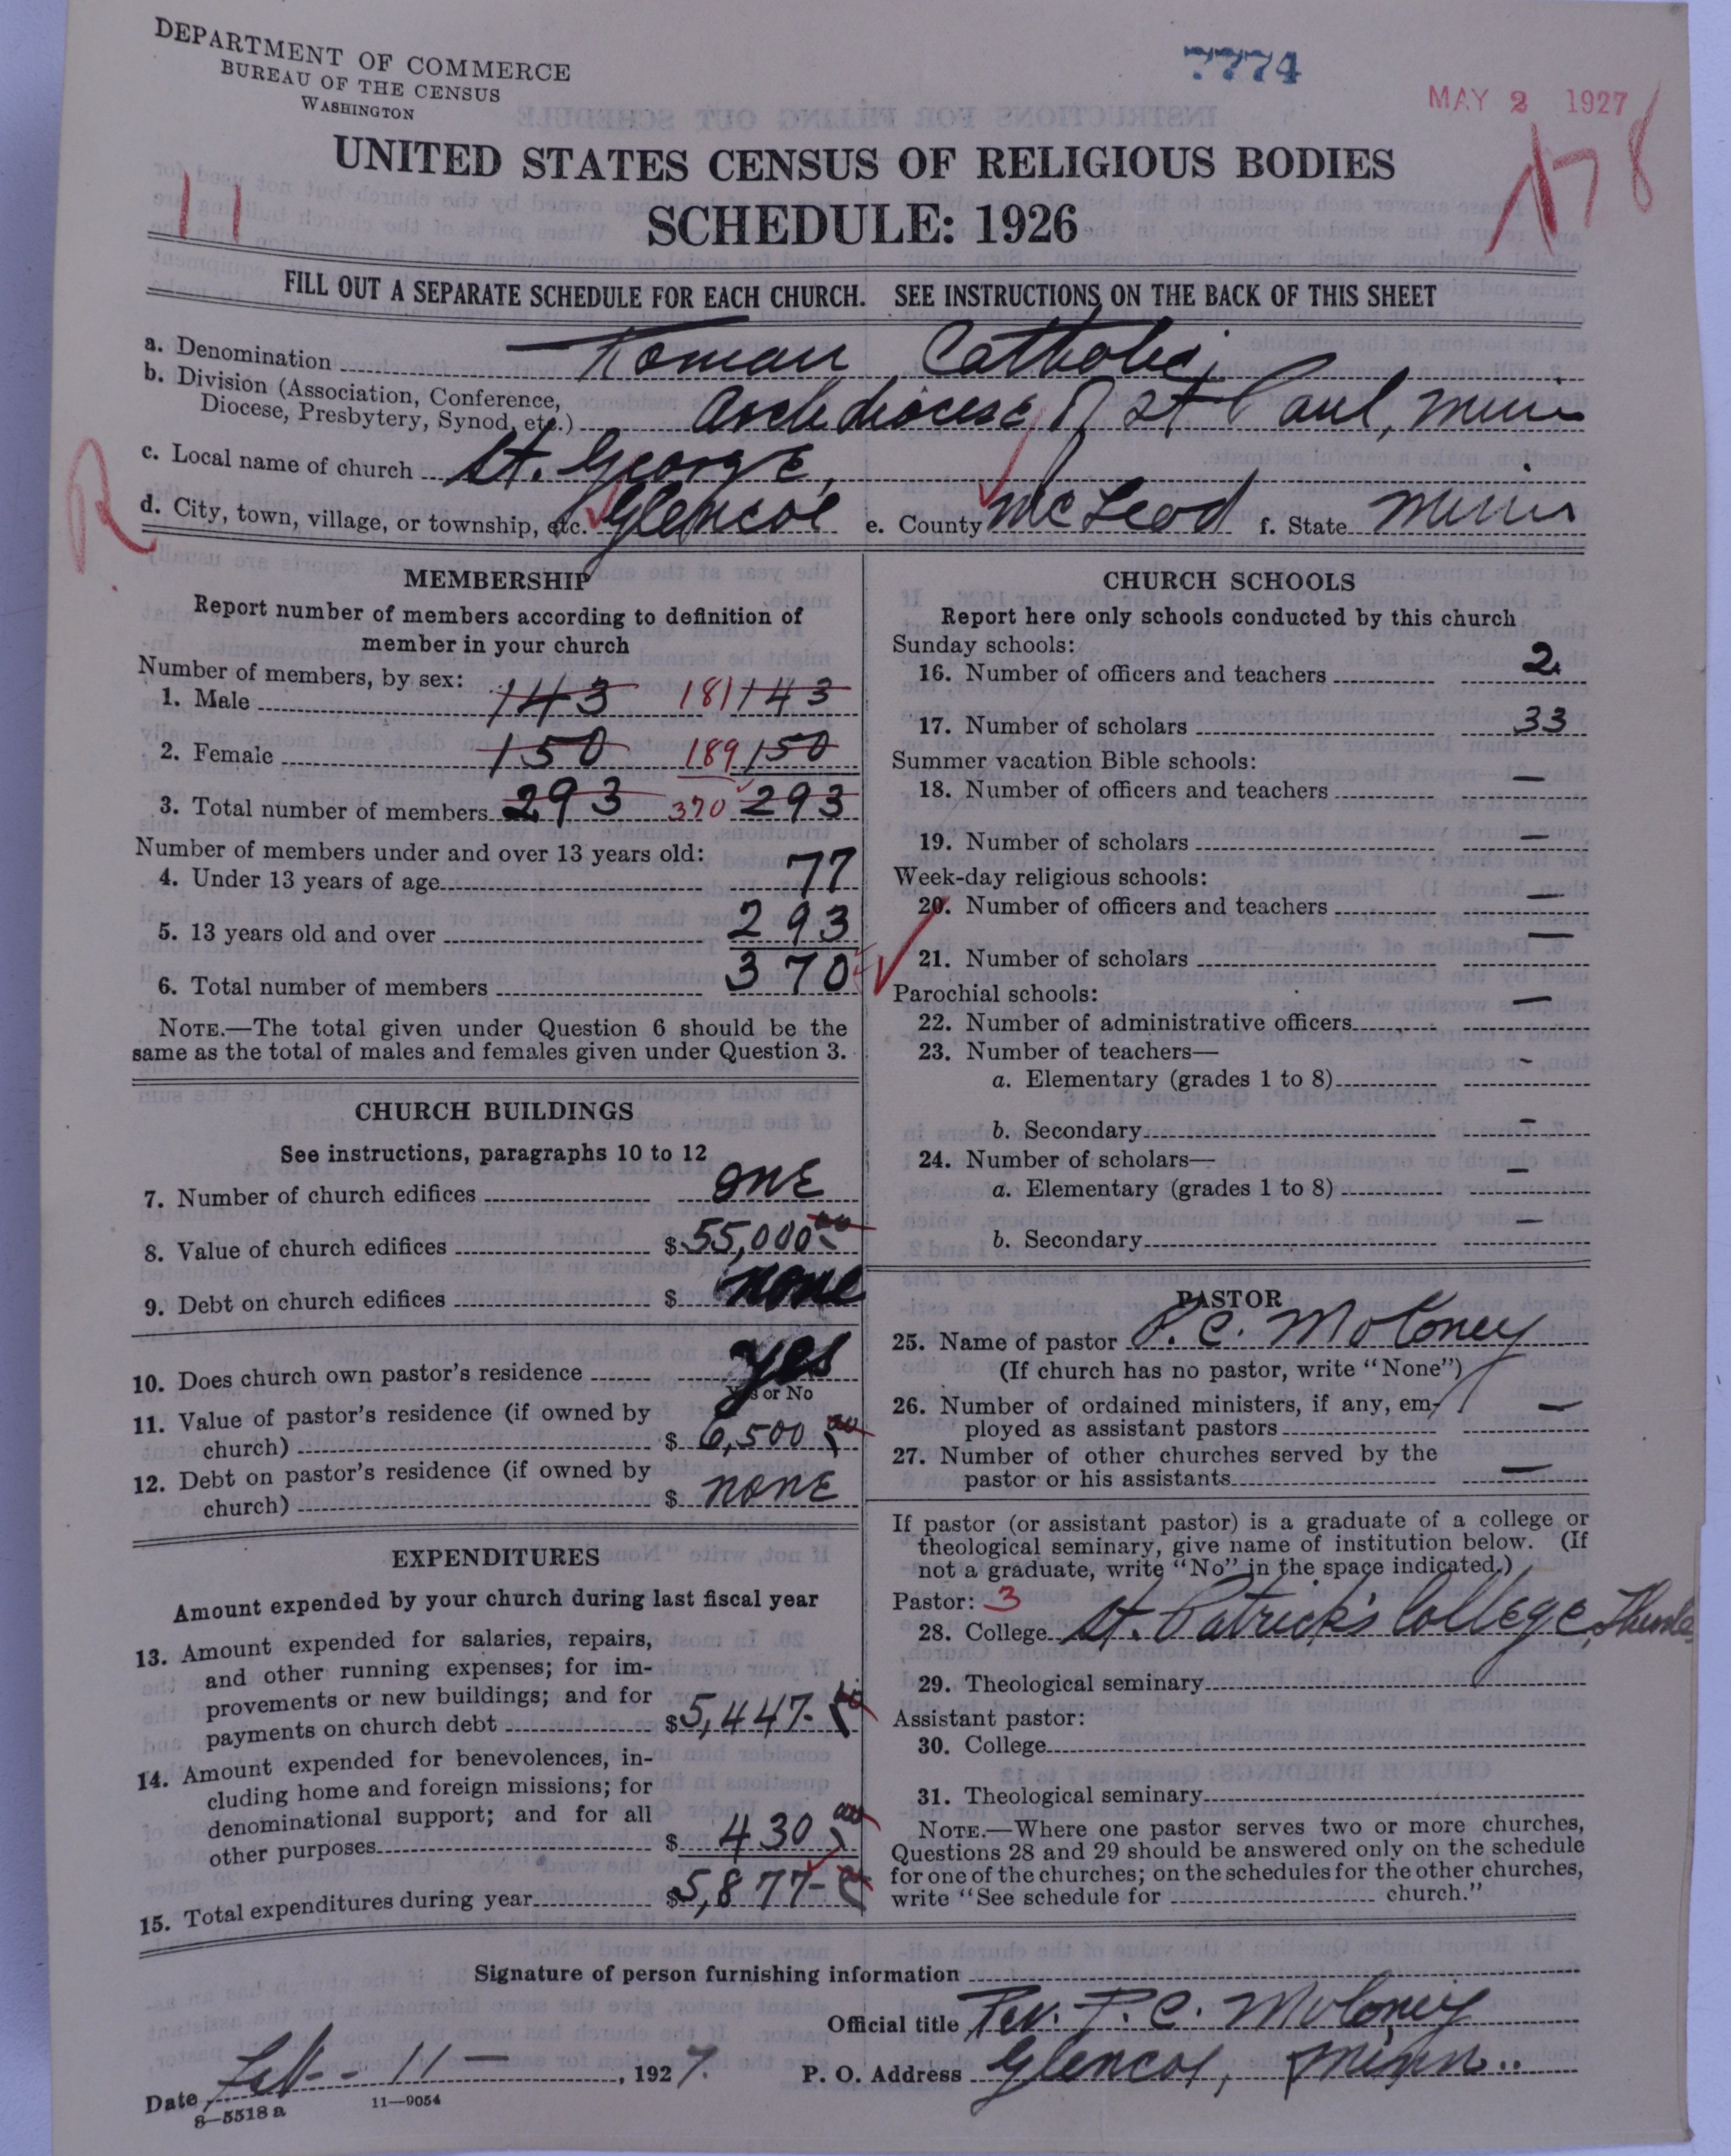 DEPARTMENT OF COMMERCE
BUREAU OF THE CENSUS
WASHINGTON
MAY 2 1927
UNITED STATES CENSUS OF RELIGIOUS BODIES
SCHEDULE: 1926
11
178
FILL OUT A SEPARATE SCHEDULE FOR EACH CHURCH. SEE INSTRUCTIONS ON THE BACK OF THIS SHEET
a. Denomination Roman Catholic,
b. Division (Association, Conference,
Diocese, Presbytery, Synod, etc.) Archdiocese of St Paul, Minn
c. Local name of church St. George,
R
d. City, town, village, or township, etc. Glencoe e. County McLeod f. State Minn
MEMBERSHIP
Report number of members according to definition of
member in your church
Number of members, by sex:
1. Male 143 181 143
2. Female 150 189 150
3. Total number of members 293 370 293
Number of members under and over 13 years old:
4. Under 13 years of age 77
5. 13 years old and over 293
6. Total number of members 370
NOTE.—The total given under Question 6 should be the
same as the total of males and females given under Question 3.
CHURCH BUILDINGS
See instructions, paragraphs 10 to 12
7. Number of church edifices one
8. Value of church edifices $ 55,000 00
9. Debt on church edifices $ none
10. Does church own pastor's residence yes
Yes or No
11. Value of pastor's residence (if owned by
church) $ 6,500 00
12. Debt on pastor's residence (if owned by
church) $ none
EXPENDITURES
Amount expended by your church during last fiscal year
13. Amount expended for salaries, repairs,
and other running expenses; for im-
provements or new buildings; and for
payments on church debt $ 5,447-
14. Amount expended for benevolences, in-
cluding home and foreign missions; for
denominational support; and for all
other purposes $ 430 00
15. Total expenditures during year $ 5,877-
CHURCH SCHOOLS
Report here only schools conducted by this church
Sunday schools:
16. Number of officers and teachers 2
17. Number of scholars 33
Summer vacation Bible schools:
18. Number of officers and teachers —
19. Number of scholars —
Week-day religious schools:
20. Number of officers and teachers —
21. Number of scholars —
Parochial schools:
22. Number of administrative officers —
23. Number of teachers—
a. Elementary (grades 1 to 8) -
b. Secondary -
24. Number of scholars—
a. Elementary (grades 1 to 8) —
b. Secondary —
PASTOR
25. Name of pastor P. C. Moloney
(If church has no pastor, write "None")
26. Number of ordained ministers, if any, em-
ployed as assistant pastors —
27. Number of other churches served by the
pastor or his assistants —
If pastor (or assistant pastor) is a graduate of a college or
theological seminary, give name of institution below. (If
not a graduate, write "No" in the space indicated.)
Pastor: 3
28. College St. Patrick's College,
29. Theological seminary
Assistant pastor:
30. College
31. Theological seminary
NOTE.—Where one pastor serves two or more churches,
Questions 28 and 29 should be answered only on the schedule
for one of the churches; on the schedules for the other churches,
write "See schedule for church."
Signature of person furnishing information
Official title Rev. P. C. Moloney
Date Feb - 11 —, 1927. P. O. Address Glencoe, Minn..
8—5518 a 11—9054